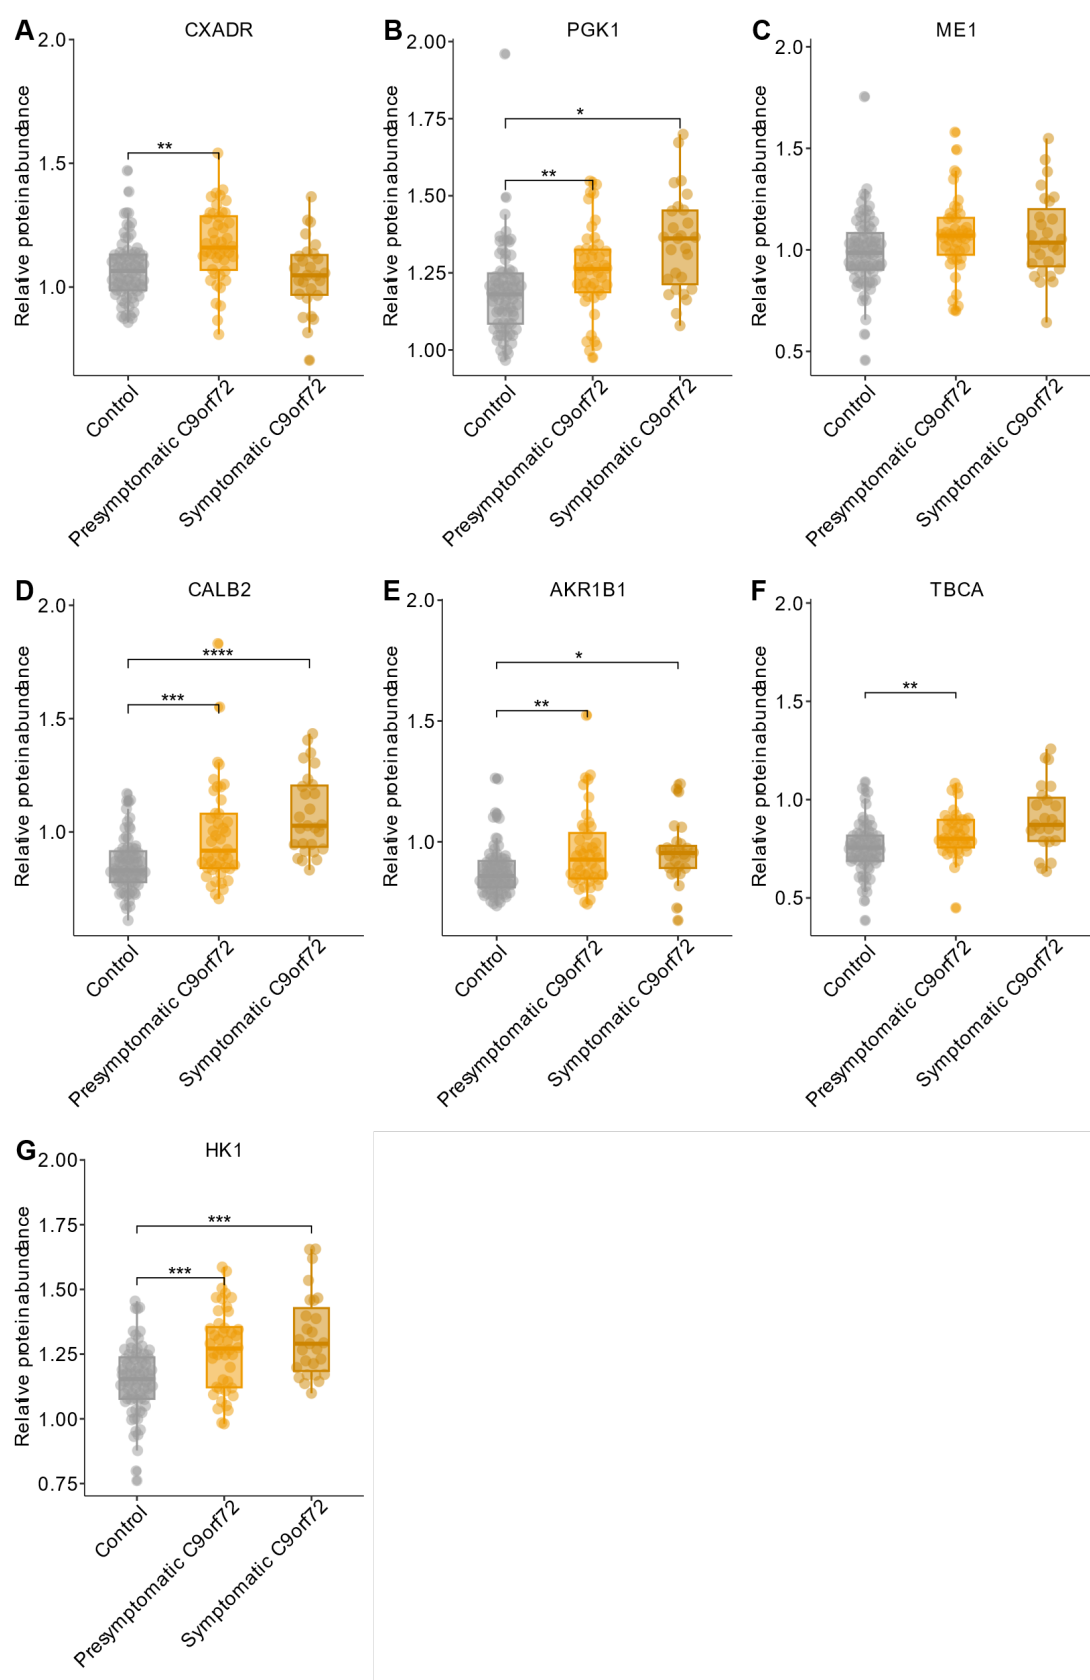 A CXADR
2.0
1.5
1.0
Relative protein abundance
**
Control
Presymptomatic C9orf72
Symptomatic C9orf72
B PGK1
2.00
1.75
1.50
1.25
1.00
Relative protein abundance
*
**
Control
Presymptomatic C9orf72
Symptomatic C9orf72
C ME1
2.0
1.5
1.0
0.5
Relative protein abundance
Control
Presymptomatic C9orf72
Symptomatic C9orf72
D CALB2
2.0
1.5
1.0
Relative protein abundance
****
***
Control
Presymptomatic C9orf72
Symptomatic C9orf72
E AKR1B1
2.0
1.5
1.0
Relative protein abundance
*
**
Control
Presymptomatic C9orf72
Symptomatic C9orf72
F TBCA
2.0
1.5
1.0
0.5
Relative protein abundance
**
Control
Presymptomatic C9orf72
Symptomatic C9orf72
G HK1
2.00
1.75
1.50
1.25
1.00
0.75
Relative protein abundance
***
***
Control
Presymptomatic C9orf72
Symptomatic C9orf72